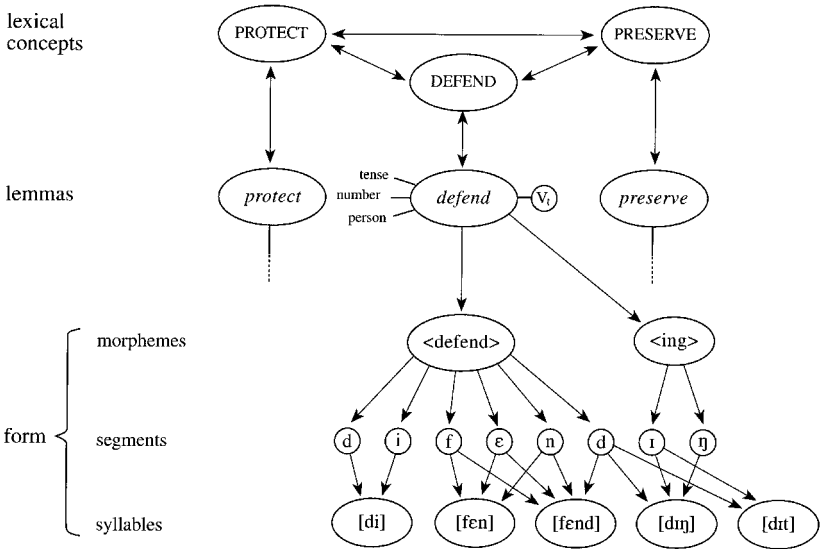 lexical
concepts
PROTECT
PRESERVE
DEFEND
lemmas
tense
number
person
protect
defend
Vt
preserve
form
morphemes
<defend>
<ing>
segments
d i f ɛ n d ɪ ŋ
syllables
[di] [fɛn] [fɛnd] [dɪŋ] [dɪt]